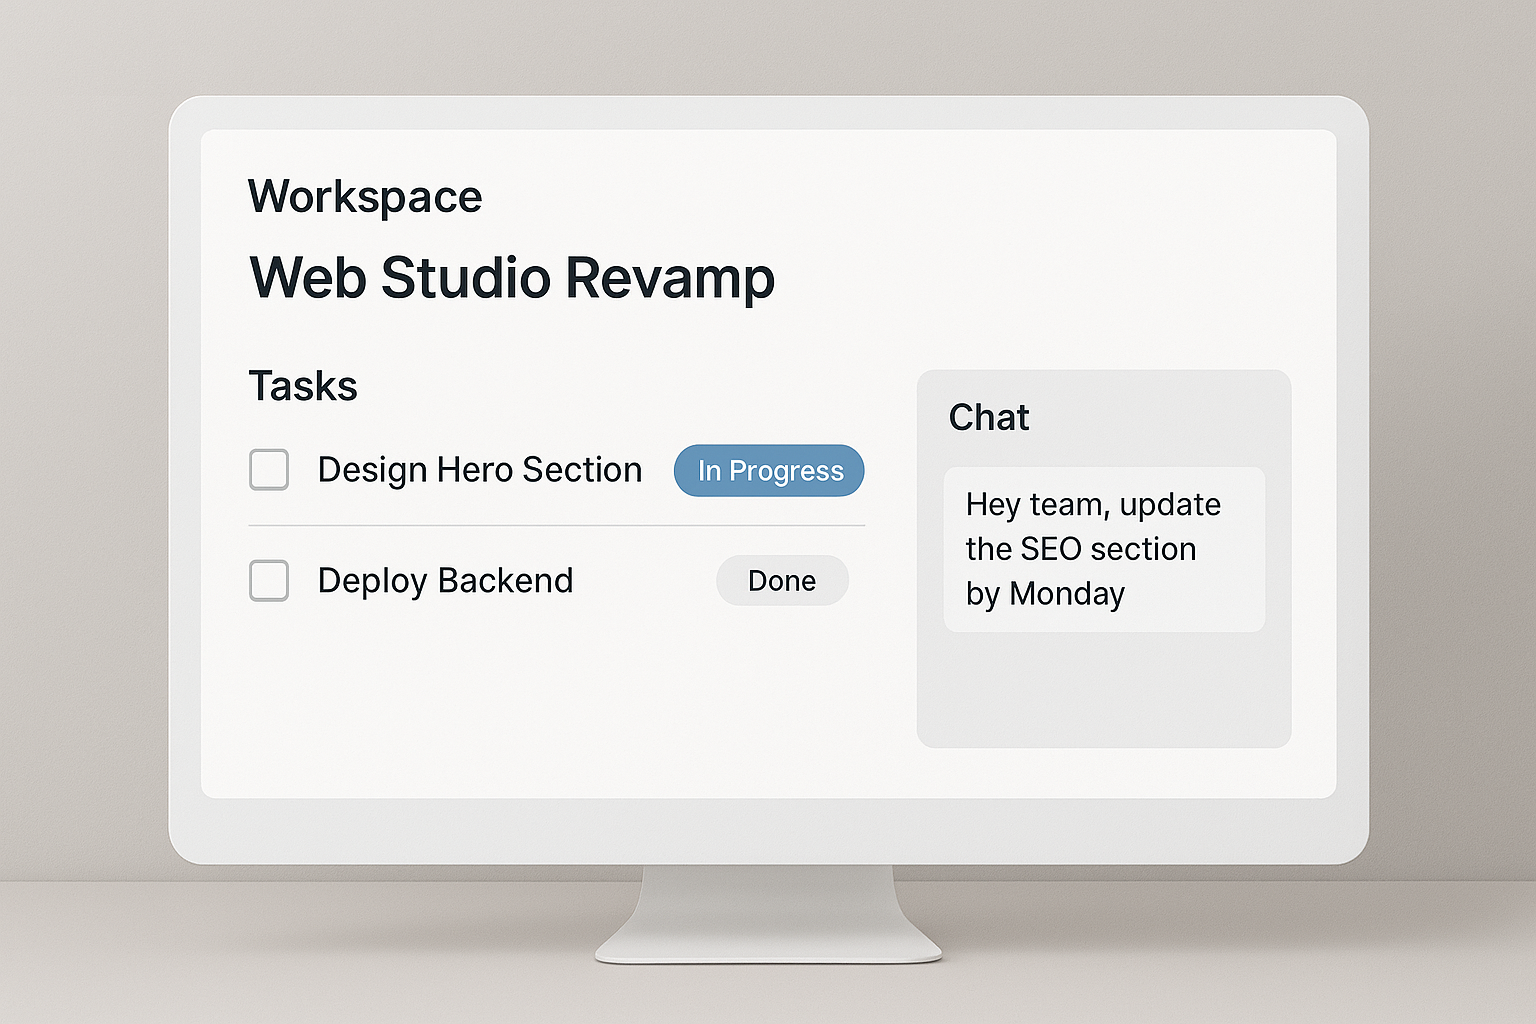 Workspace
Web Studio Revamp
Tasks
Design Hero Section In Progress
Deploy Backend Done
Chat
Hey team, update
the SEO section
by Monday